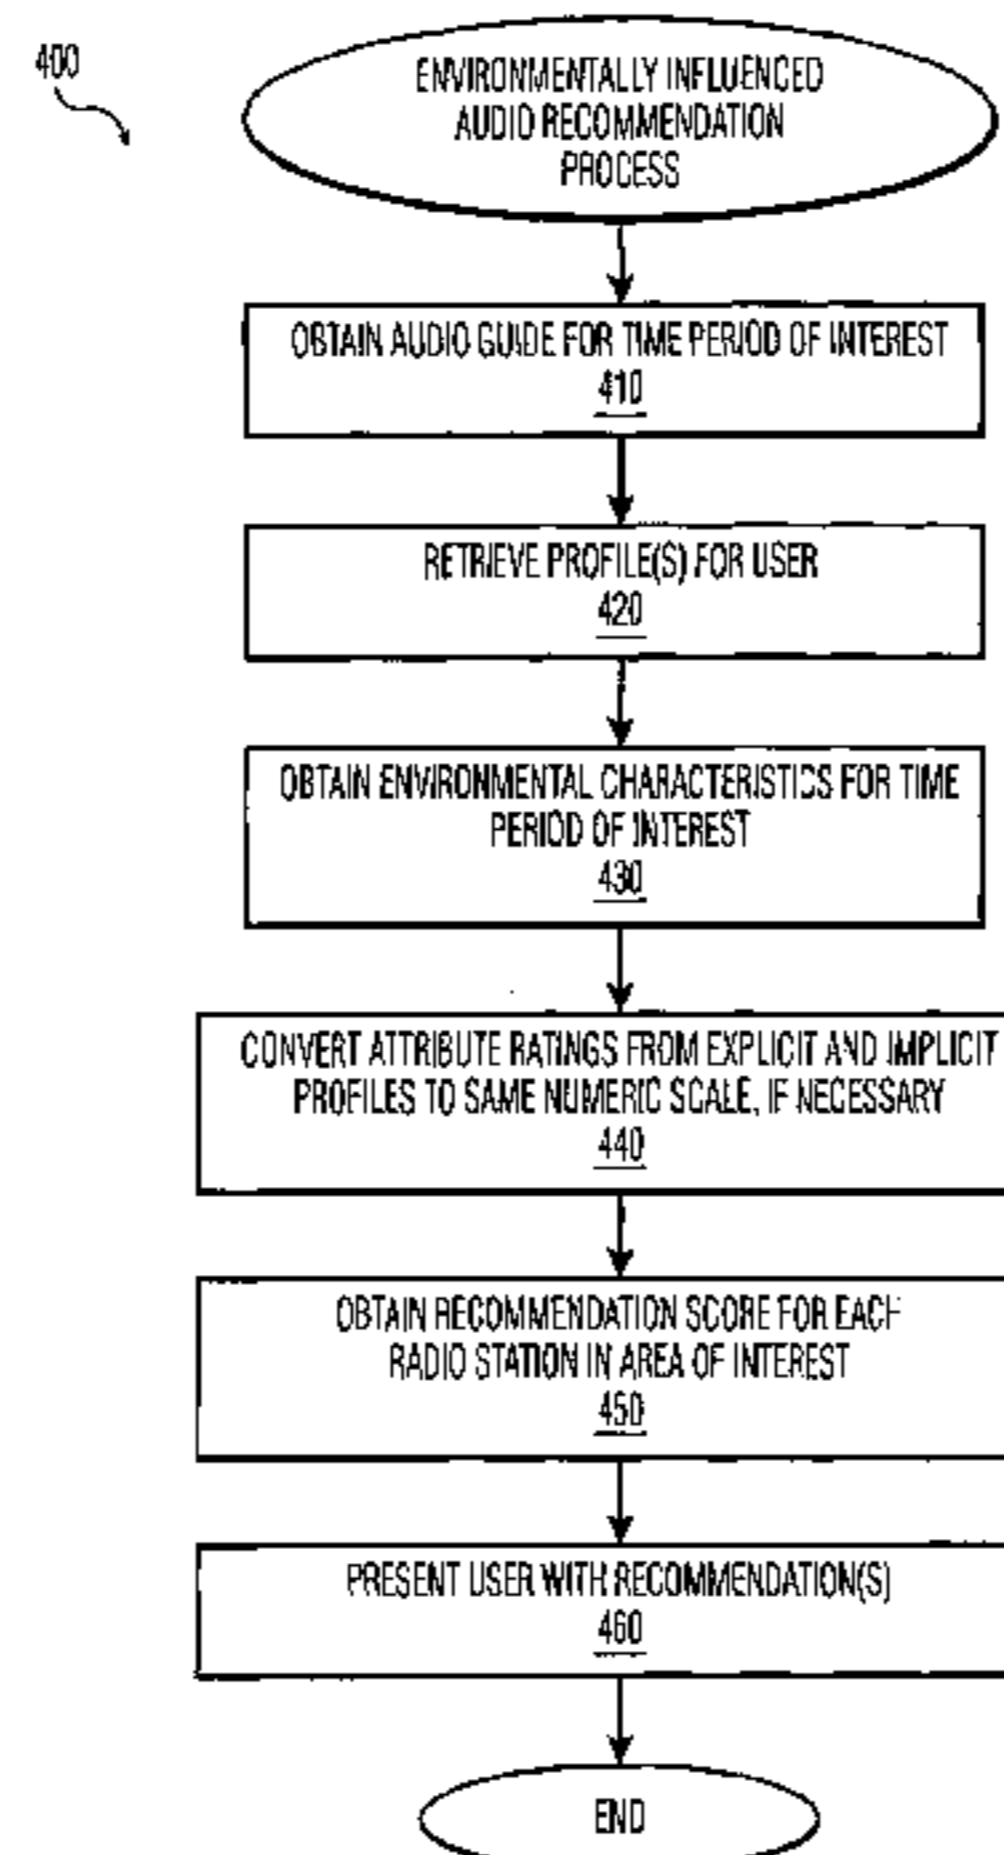 400
ENVIRONMENTALLY INFLUENCED
AUDIO RECOMMENDATION
PROCESS
OBTAIN AUDIO GUIDE FOR TIME PERIOD OF INTEREST
410
RETRIEVE PROFILE(S) FOR USER
420
OBTAIN ENVIRONMENTAL CHARACTERISTICS FOR TIME
PERIOD OF INTEREST
430
CONVERT ATTRIBUTE RATINGS FROM EXPLICIT AND IMPLICIT
PROFILES TO SAME NUMERIC SCALE, IF NECESSARY
440
OBTAIN RECOMMENDATION SCORE FOR EACH
RADIO STATION IN AREA OF INTEREST
450
PRESENT USER WITH RECOMMENDATION(S)
460
END